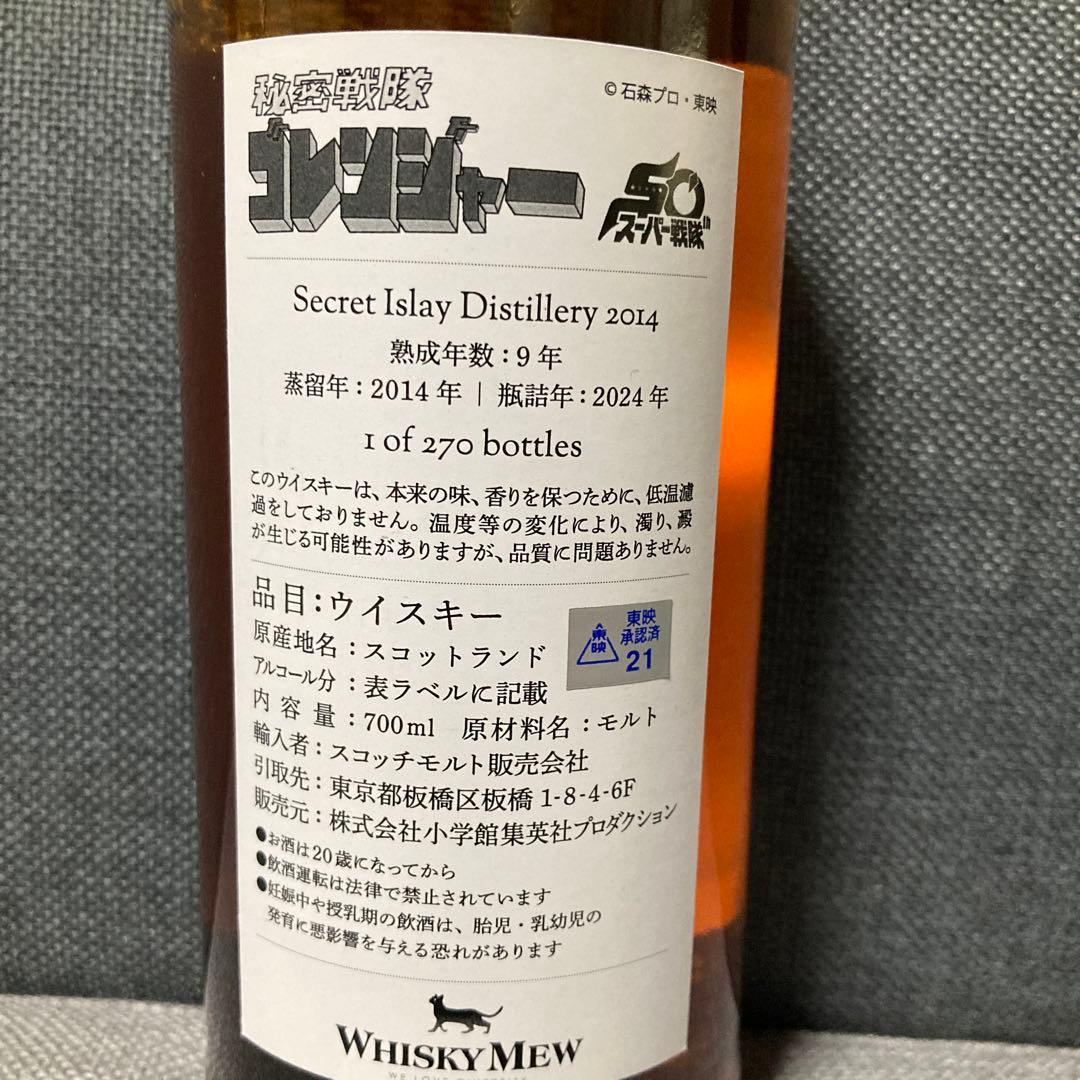 秘密戦隊
ゴレンジャー
©石森プロ・東映
50th
スーパー戦隊
Secret Islay Distillery 2014
熟成年数:9年
蒸留年:2014年 | 瓶詰年:2024年
1 of 270 bottles
このウイスキーは、本来の味、香りを保つために、低温濾
過をしておりません。温度等の変化により、濁り、澱
が生じる可能性がありますが、品質に問題ありません。
品目:ウイスキー
原産地名:スコットランド
アルコール分:表ラベルに記載
内容量:700ml 原材料名:モルト
輸入者:スコッチモルト販売会社
引取先:東京都板橋区板橋1-8-4-6F
販売元:株式会社小学館集英社プロダクション
東映
東映
承認済
21
●お酒は20歳になってから
●飲酒運転は法律で禁止されています
●妊娠中や授乳期の飲酒は、胎児・乳幼児の
発育に悪影響を与える恐れがあります
WHISKY MEW
WE LOVE